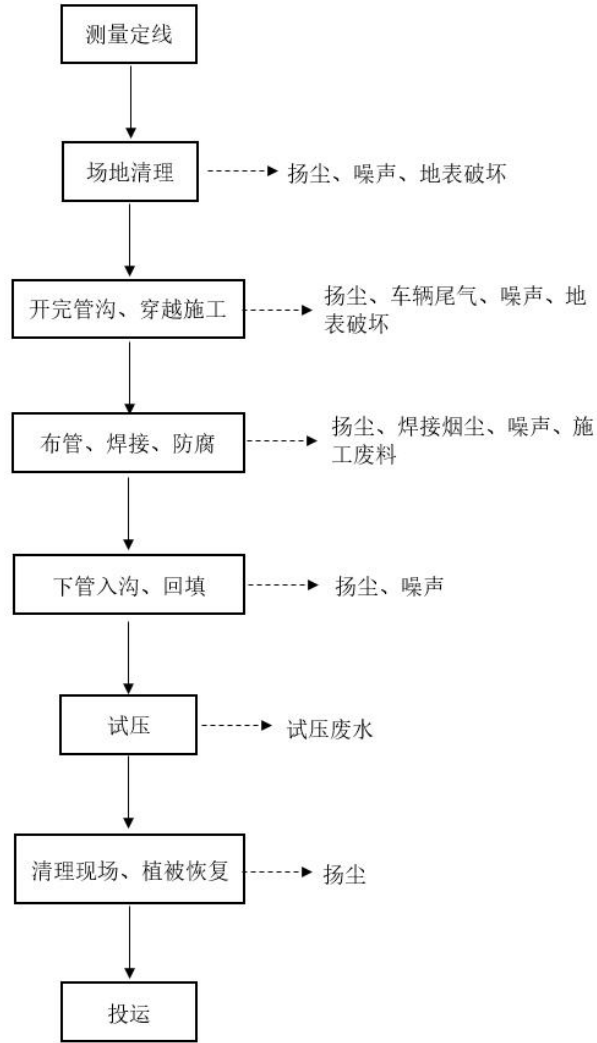 测量定线
场地清理
扬尘、噪声、地表破坏
开完管沟、穿越施工
扬尘、车辆尾气、噪声、地
表破坏
布管、焊接、防腐
扬尘、焊接烟尘、噪声、施
工废料
下管入沟、回填
扬尘、噪声
试压
试压废水
清理现场、植被恢复
扬尘
投运